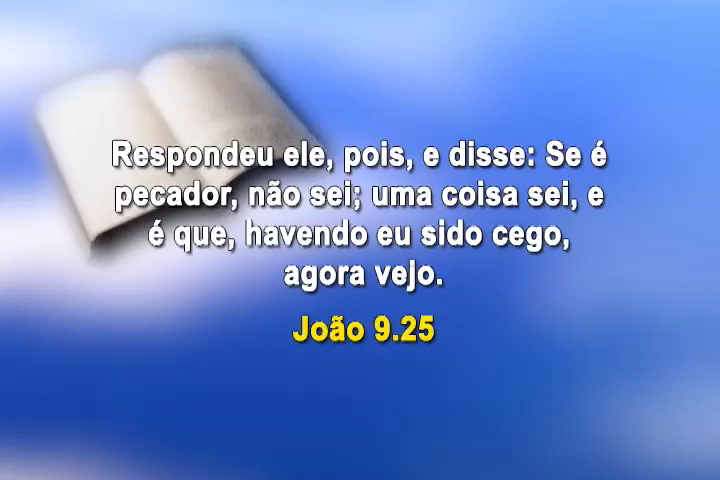 Respondeu ele, pois, e disse: Se é
pecador, não sei; uma coisa sei, e
é que, havendo eu sido cego,
agora vejo.
João 9.25